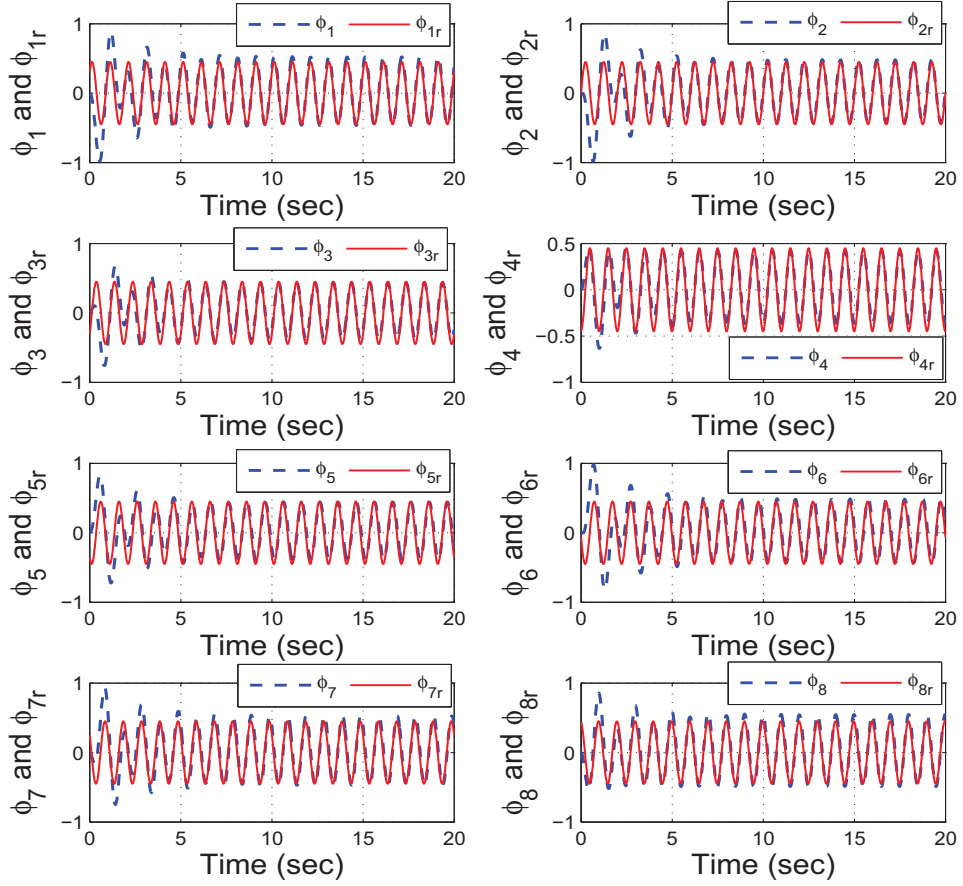 ϕ1 and ϕ1r
1
0
−1
ϕ1 ϕ1r
0 5 10 15 20
Time (sec)
ϕ2 and ϕ2r
1
0
−1
ϕ2 ϕ2r
0 5 10 15 20
Time (sec)
ϕ3 and ϕ3r
1
0
−1
ϕ3 ϕ3r
0 5 10 15 20
Time (sec)
ϕ4 and ϕ4r
0.5
0
−0.5
1
ϕ4 ϕ4r
0 5 10 15 20
Time (sec)
ϕ5 and ϕ5r
1
0
−1
ϕ5 ϕ5r
0 5 10 15 20
Time (sec)
ϕ6 and ϕ6r
1
0
−1
ϕ6 ϕ6r
0 5 10 15 20
Time (sec)
ϕ7 and ϕ7r
1
0
−1
ϕ7 ϕ7r
0 5 10 15 20
Time (sec)
ϕ8 and ϕ8r
1
0
−1
ϕ8 ϕ8r
0 5 10 15 20
Time (sec)